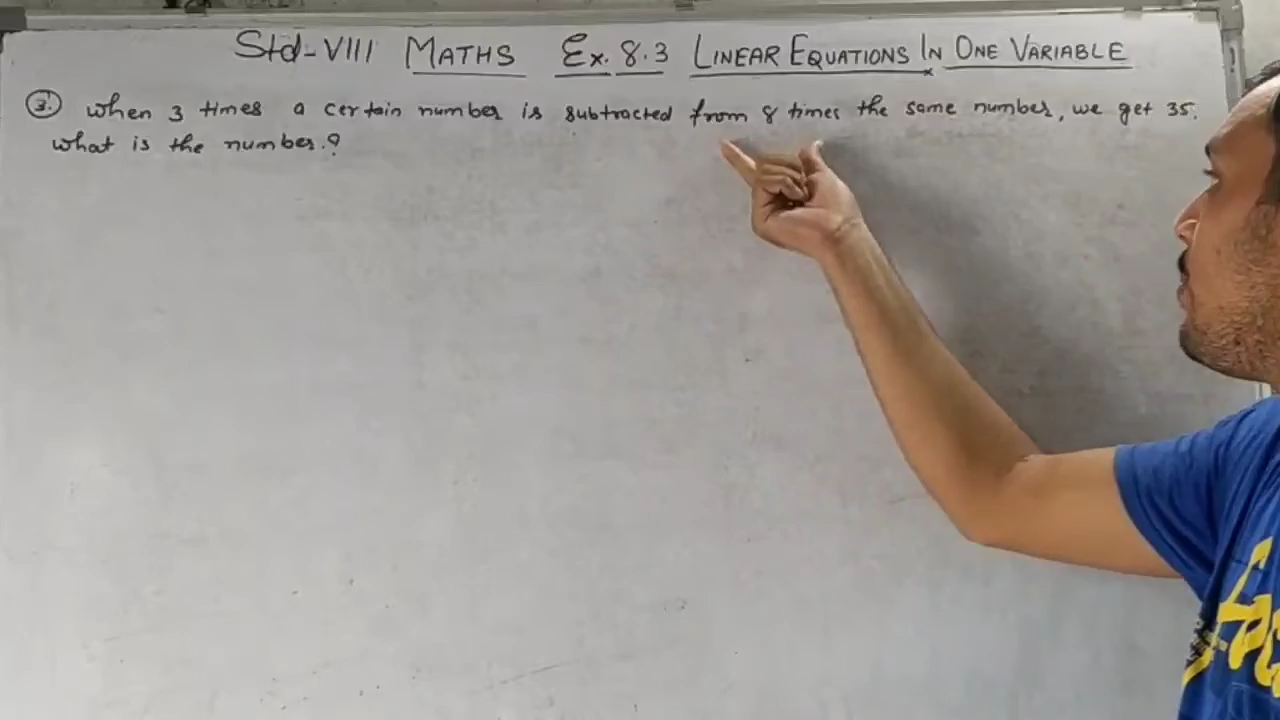 Std-VIII MATHS Ex. 8.3 LINEAR EQUATIONS IN ONE VARIABLE
3. When 3 times a certain number is subtracted from 8 times the same number, we get 35.
what is the number.?